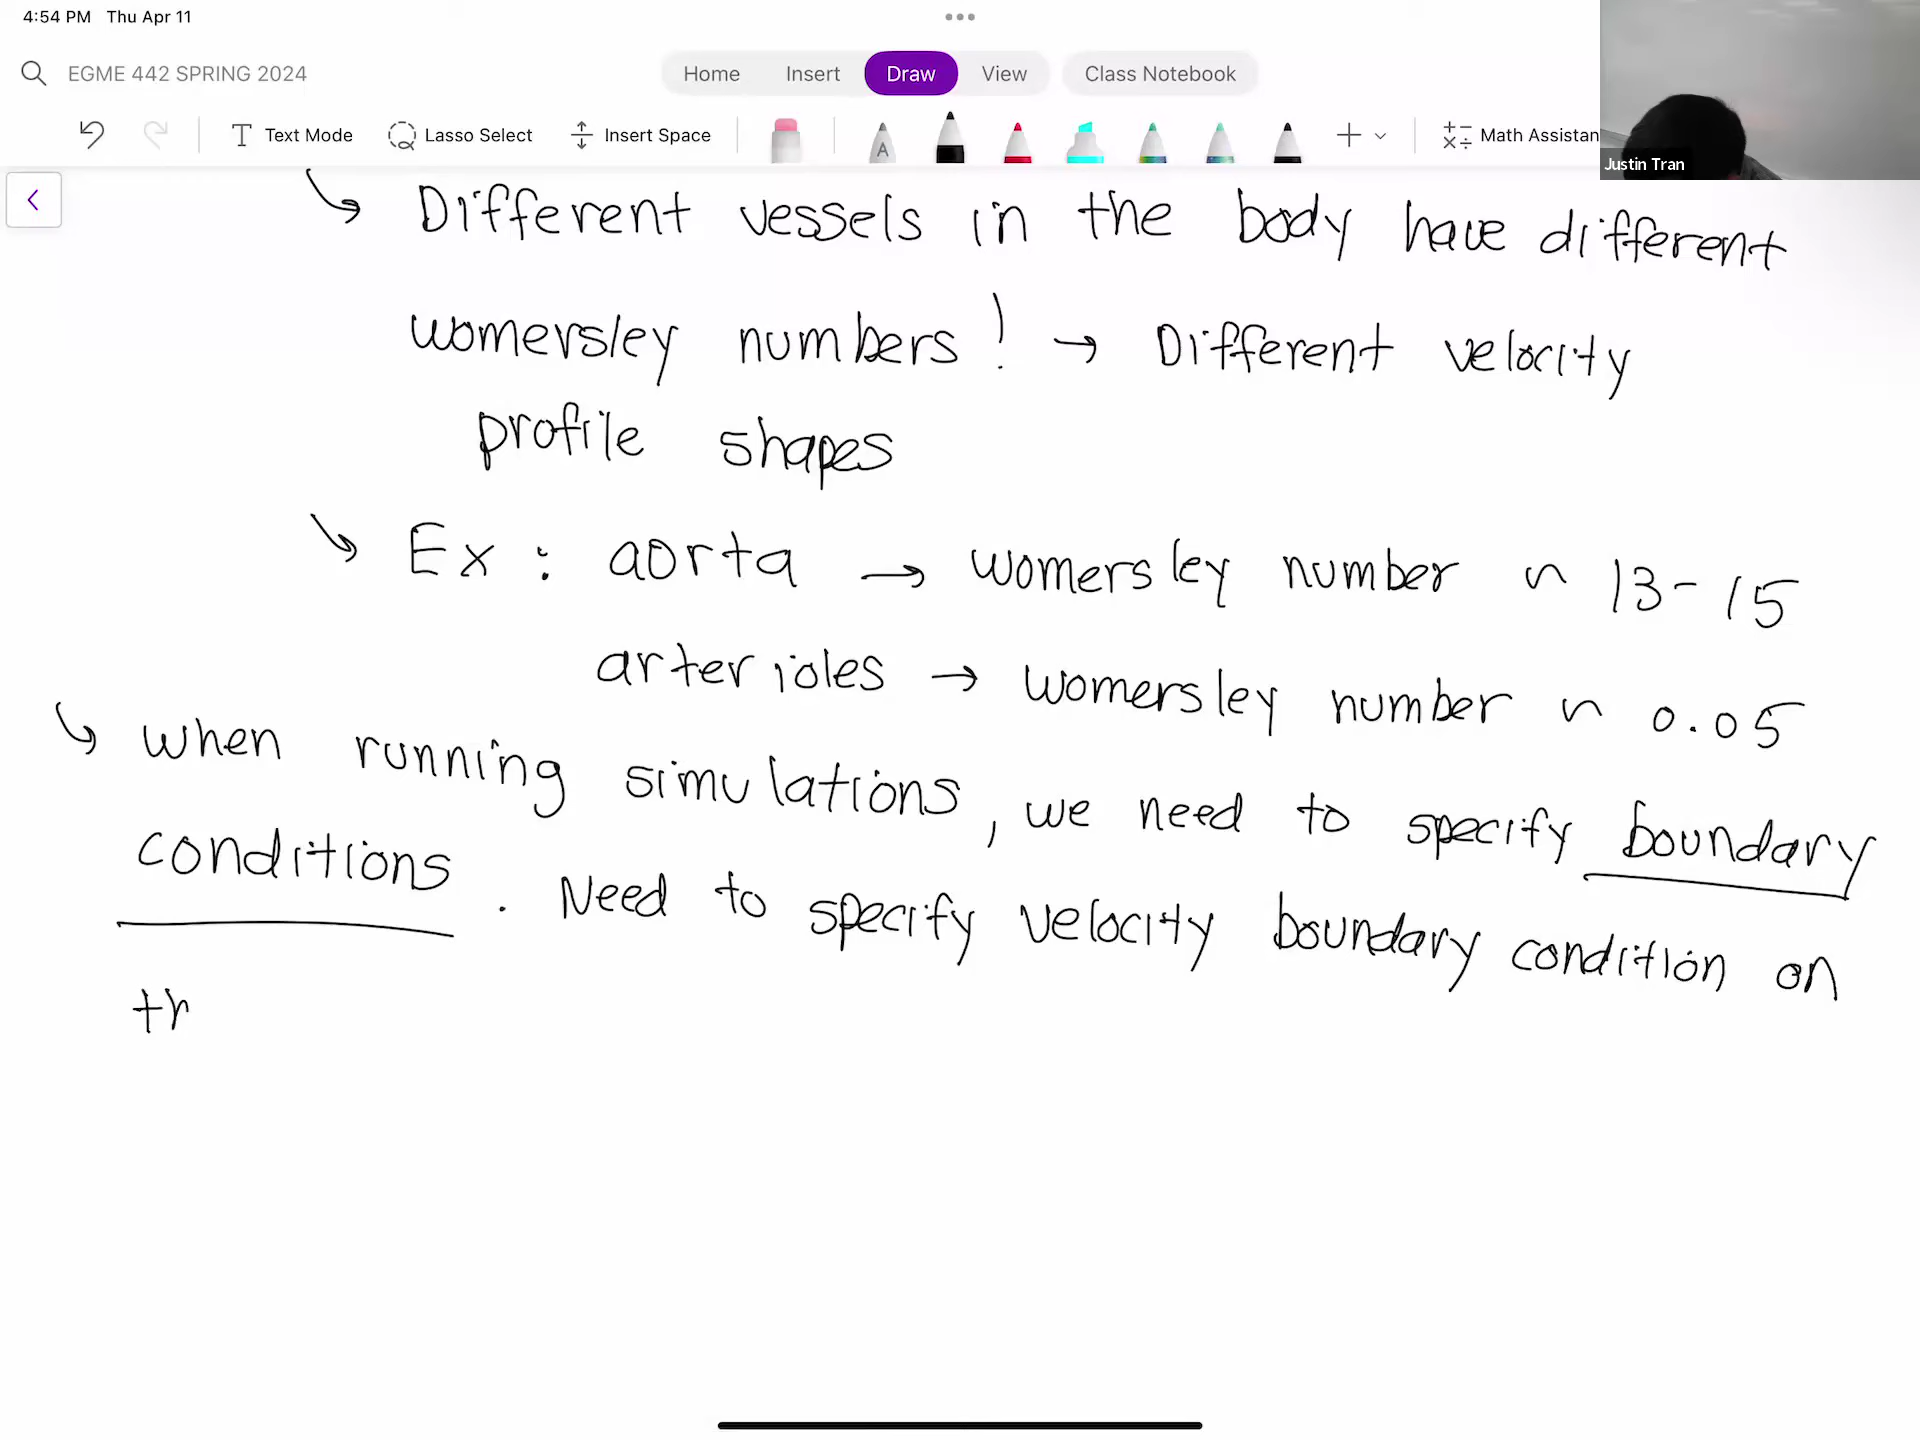 4:54 PM Thu Apr 11
EGME 442 SPRING 2024
Home Insert Draw View Class Notebook
Text Mode Lasso Select Insert Space A Math Assistan
Justin Tran
↳ Different vessels in the body have different
womersley numbers! → Different velocity
profile shapes
↳ Ex: aorta → womersley number ~ 13-15
arterioles → womersley number ~ 0.05
↳ when running simulations, we need to specify boundary
conditions. Need to specify velocity boundary condition on
th